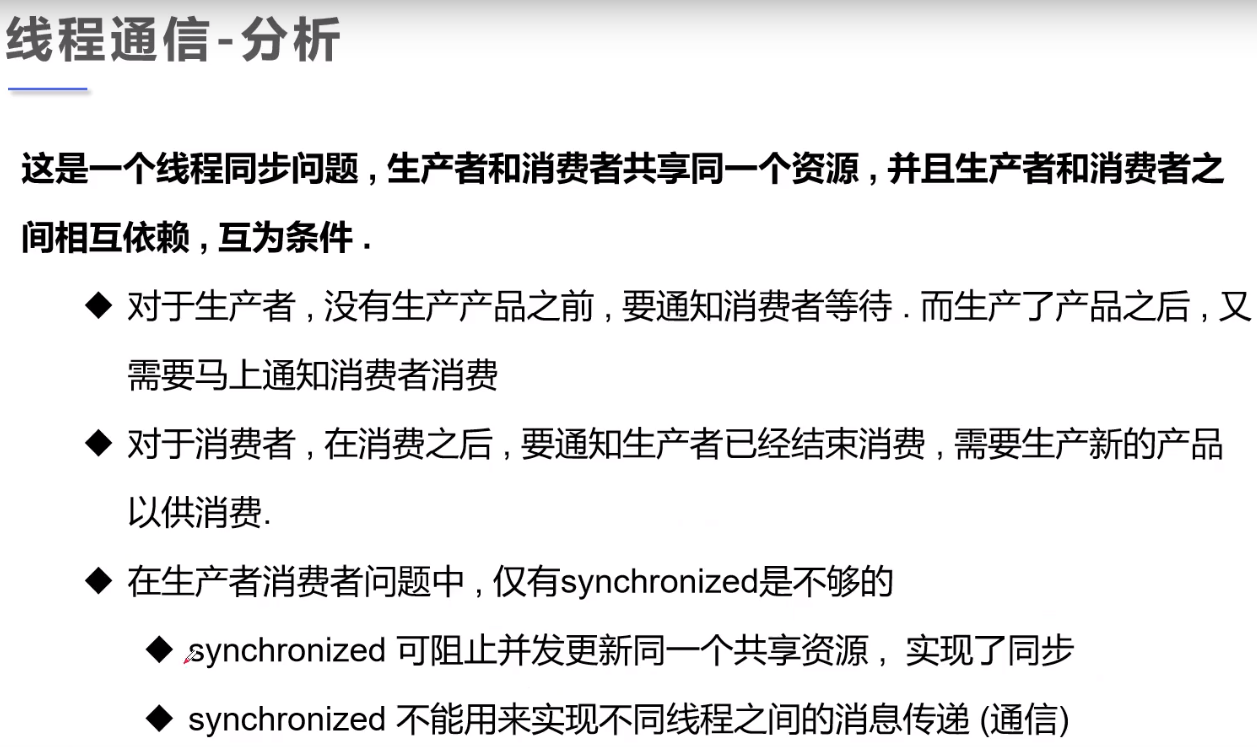 线程通信-分析
这是一个线程同步问题 , 生产者和消费者共享同一个资源 , 并且生产者和消费者之
间相互依赖 , 互为条件 .
◆ 对于生产者 , 没有生产产品之前 , 要通知消费者等待 . 而生产了产品之后 , 又
需要马上通知消费者消费
◆ 对于消费者 , 在消费之后 , 要通知生产者已经结束消费 , 需要生产新的产品
以供消费.
◆ 在生产者消费者问题中 , 仅有synchronized是不够的
◆ synchronized 可阻止并发更新同一个共享资源 , 实现了同步
◆ synchronized 不能用来实现不同线程之间的消息传递 (通信)